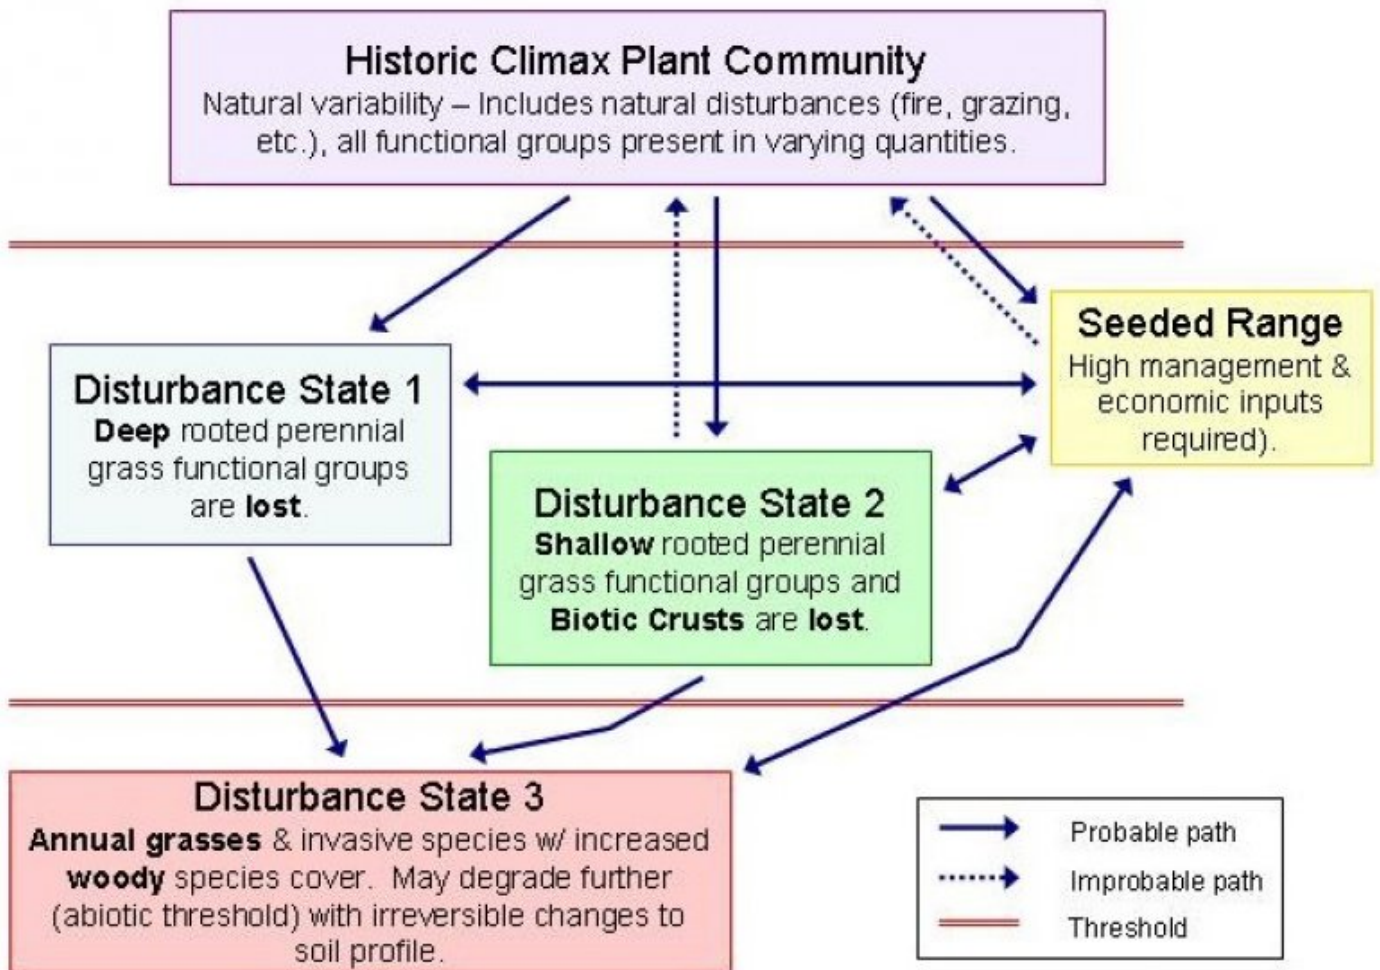 Historic Climax Plant Community
Natural variability – Includes natural disturbances (fire, grazing,
etc.), all functional groups present in varying quantities.
Seeded Range
High management &
economic inputs
required).
Disturbance State 1
Deep rooted perennial
grass functional groups
are lost.
Disturbance State 2
Shallow rooted perennial
grass functional groups and
Biotic Crusts are lost.
Disturbance State 3
Annual grasses & invasive species w/ increased
woody species cover. May degrade further
(abiotic threshold) with irreversible changes to
soil profile.
Probable path
Improbable path
Threshold